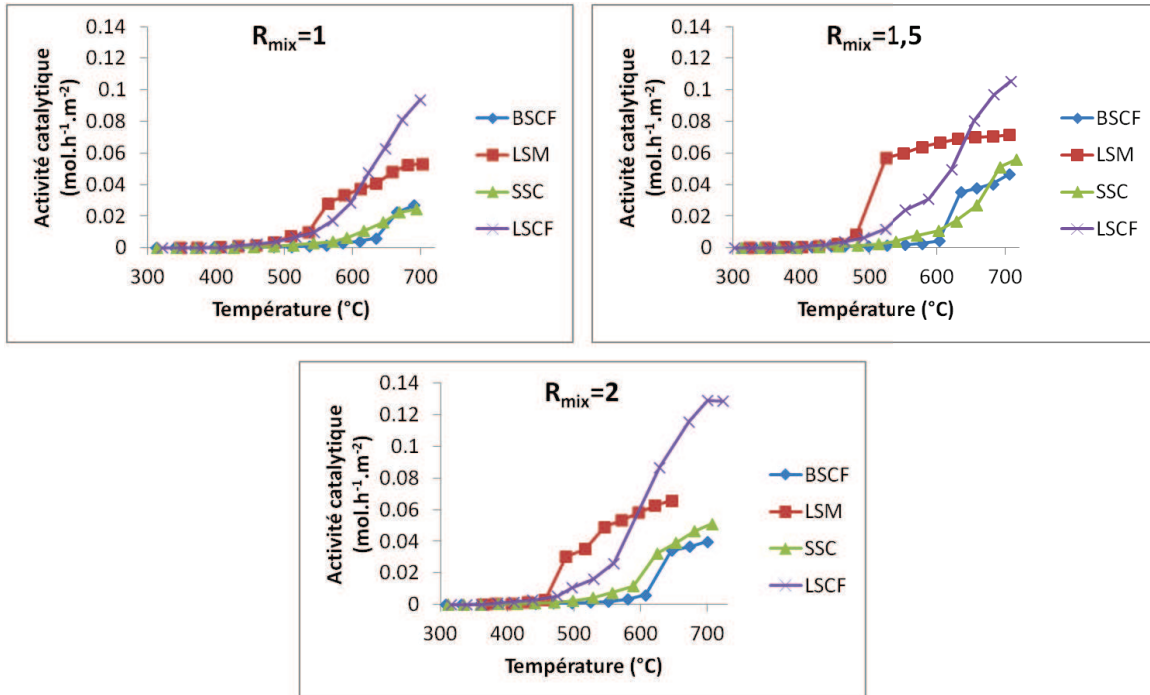 R_mix=1
Activité catalytique
(mol.h⁻¹.m⁻²)
0.14
0.12
0.1
0.08
0.06
0.04
0.02
0
300 400 500 600 700
Température (°C)
BSCF
LSM
SSC
LSCF
R_mix=1,5
Activité catalytique
(mol.h⁻¹.m⁻²)
0.14
0.12
0.1
0.08
0.06
0.04
0.02
0
300 400 500 600 700
Température (°C)
BSCF
LSM
SSC
LSCF
R_mix=2
Activité catalytique
(mol.h⁻¹.m⁻²)
0.14
0.12
0.1
0.08
0.06
0.04
0.02
0
300 400 500 600 700
Température (°C)
BSCF
LSM
SSC
LSCF